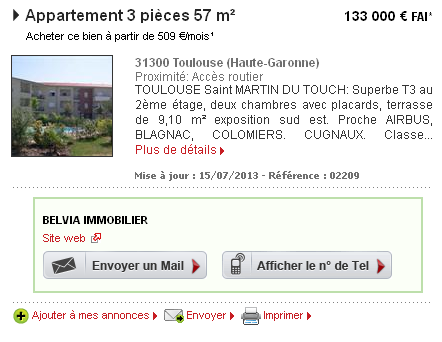 Appartement 3 pièces 57 m²
133 000 € FAI*
Acheter ce bien à partir de 509 €/mois¹
31300 Toulouse (Haute-Garonne)
Proximité: Accès routier
TOULOUSE Saint MARTIN DU TOUCH: Superbe T3 au
2ème étage, deux chambres avec placards, terrasse
de 9,10 m² exposition sud est. Proche AIRBUS,
BLAGNAC, COLOMIERS. CUGNAUX. Classe...
Plus de détails
Mise à jour : 15/07/2013 - Référence : 02209
BELVIA IMMOBILIER
Site web
Envoyer un Mail
Afficher le n° de Tel
Ajouter à mes annonces
Envoyer
Imprimer